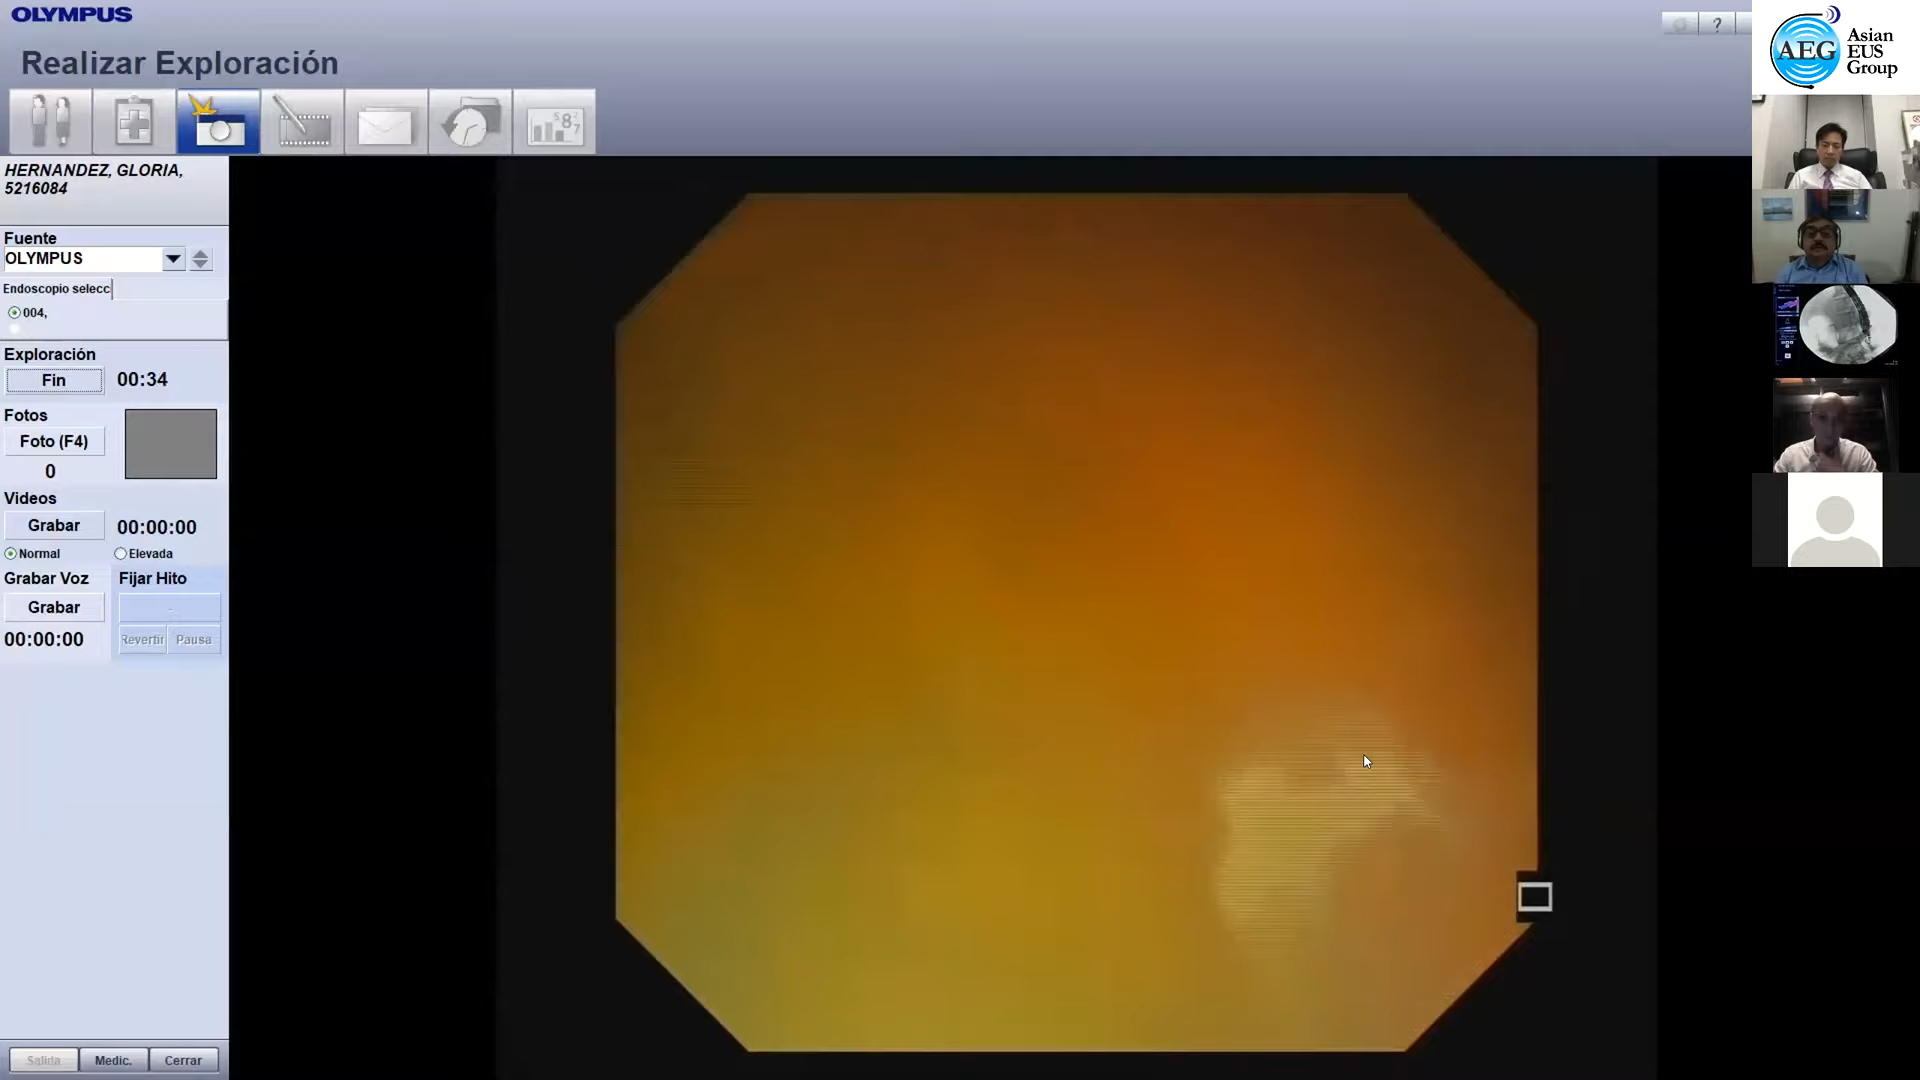 OLYMPUS
Realizar Exploración
?
AEG
Asian
EUS
Group
HERNANDEZ, GLORIA,
5216084
Fuente
OLYMPUS
Endoscopio selecc
004,
Exploración
Fin
00:34
Fotos
Foto (F4)
0
Videos
Grabar
00:00:00
Normal
Elevada
Grabar Voz
Fijar Hito
Grabar
-
00:00:00
Revertir
Pausa
Salida
Medic.
Cerrar